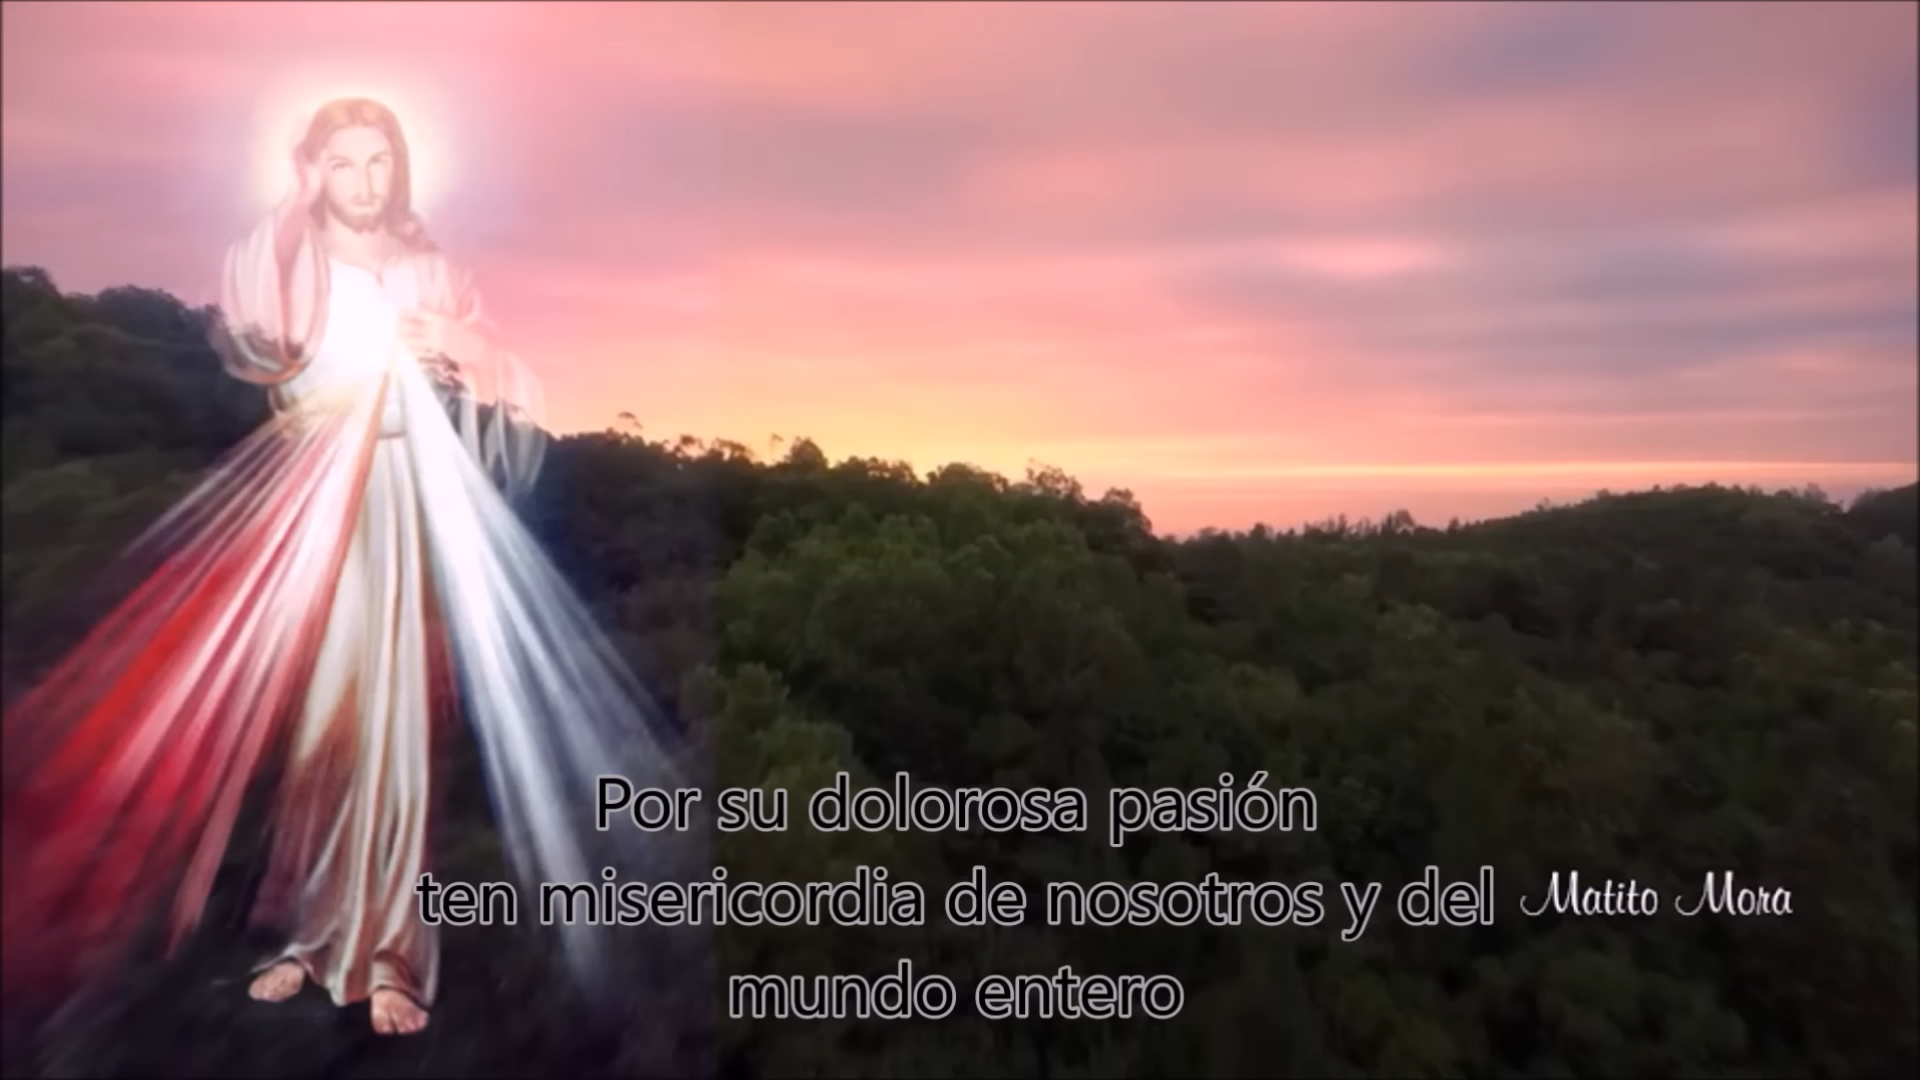 Por su dolorosa pasión
ten misericordia de nosotros y del
mundo entero
Matito Mora